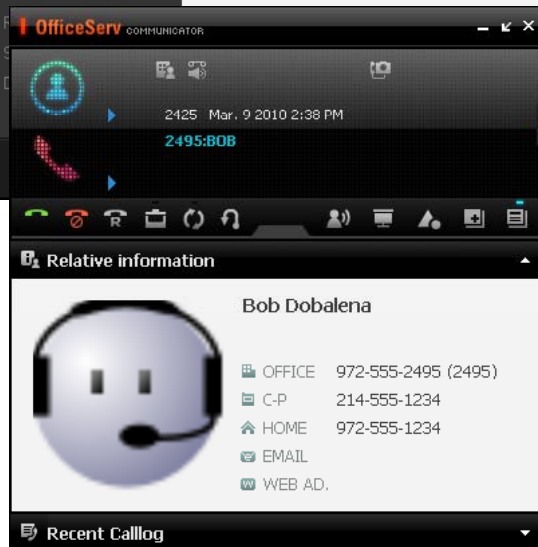 OfficeServ COMMUNICATOR
2425 Mar. 9 2010 2:38 PM
2495:BOB
R
Relative information
Bob Dobalena
OFFICE 972-555-2495 (2495)
C-P 214-555-1234
HOME 972-555-1234
EMAIL
W WEB AD.
Recent Calllog